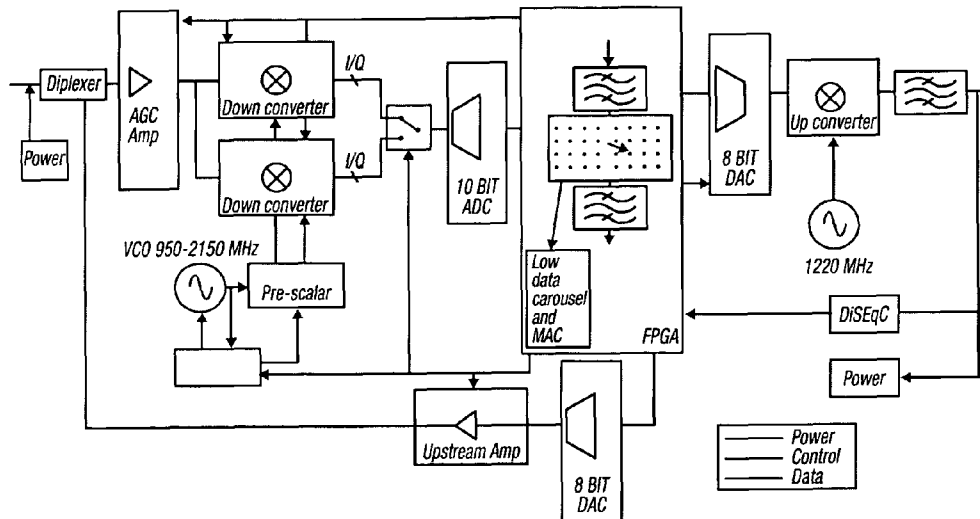 Diplexer
Power
AGC
Amp
Down converter
I/Q
Down converter
I/Q
VCO 950-2150 MHz
Pre-scalar
10 BIT
ADC
Low
data
carousel
and
MAC
FPGA
8 BIT
DAC
Up converter
1220 MHz
DiSEqC
Power
Upstream Amp
8 BIT
DAC
Power
Control
Data